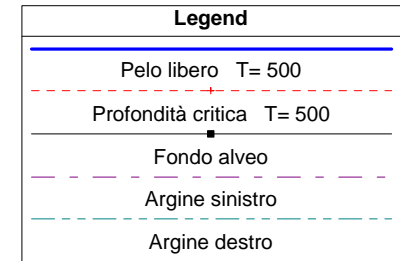 Legend
Pelo libero T= 500
Profondità critica T= 500
Fondo alveo
Argine sinistro
Argine destro